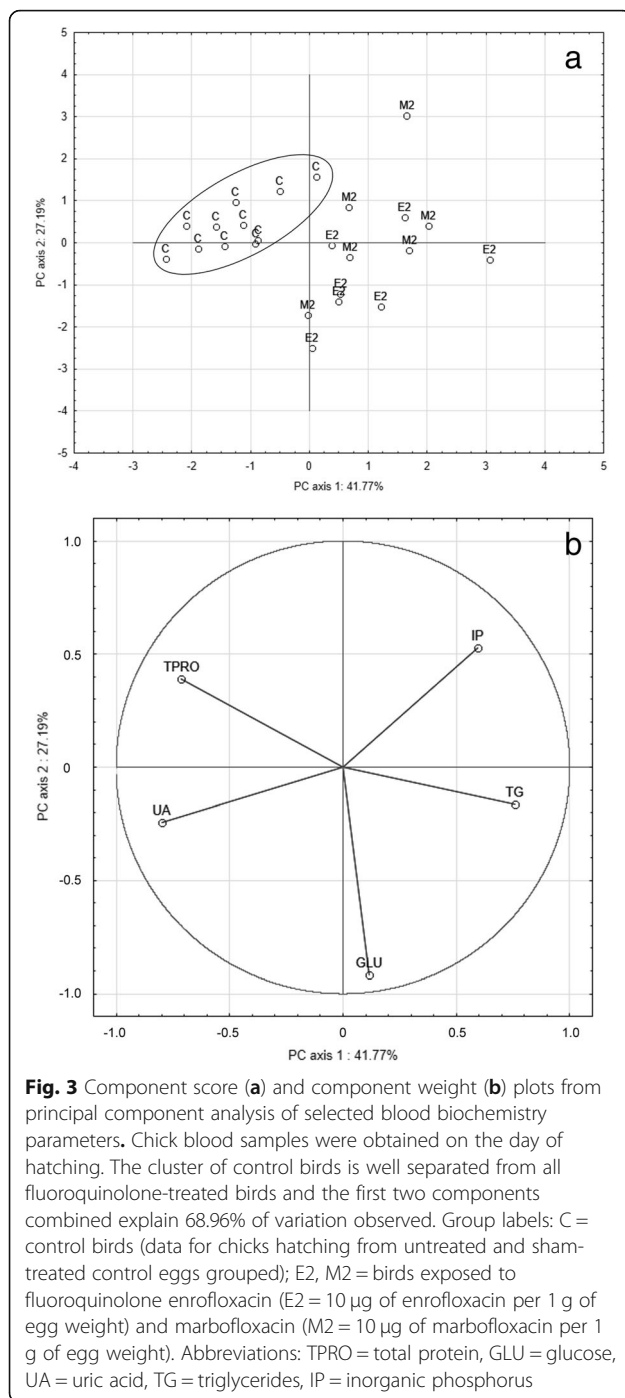 a
5
4
3
M2
2
C
C
1
C
M2
E2
C
C
C
M2
C
C
E2
C
C
C
0
M2
M2
E2
-1
E2
E2
E2
M2
-2
E2
-3
-4
-5
-4 -3 -2 -1 0 1 2 3 4 5
PC axis 2: 27.19%
PC axis 1: 41.77%
b
1.0
IP
0.5
TPRO
0
TG
UA
-0.5
GLU
-1.0
-1.0 -0.5 0 0.5 1.0
PC axis 2 : 27.19%
PC axis 1 : 41.77%
Fig. 3 Component score (a) and component weight (b) plots from
principal component analysis of selected blood biochemistry
parameters. Chick blood samples were obtained on the day of
hatching. The cluster of control birds is well separated from all
fluoroquinolone-treated birds and the first two components
combined explain 68.96% of variation observed. Group labels: C =
control birds (data for chicks hatching from untreated and sham-
treated control eggs grouped); E2, M2 = birds exposed to
fluoroquinolone enrofloxacin (E2 = 10 μg of enrofloxacin per 1 g of
egg weight) and marbofloxacin (M2 = 10 μg of marbofloxacin per 1
g of egg weight). Abbreviations: TPRO = total protein, GLU = glucose,
UA = uric acid, TG = triglycerides, IP = inorganic phosphorus